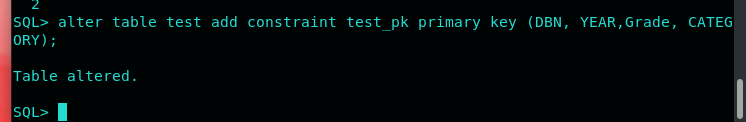 2
SQL> alter table test add constraint test_pk primary key (DBN, YEAR,Grade, CATEG
ORY);
Table altered.
SQL>